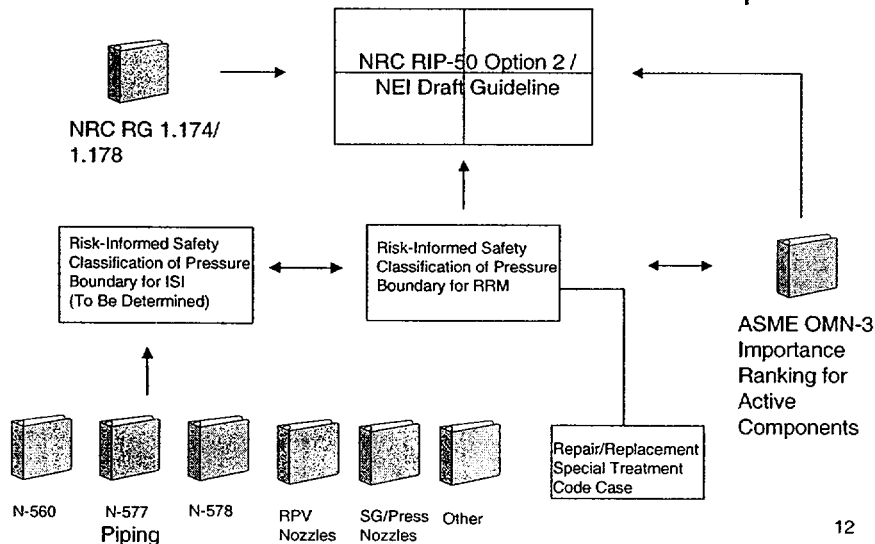 NRC RIP-50 Option 2 /
NEI Draft Guideline
NRC RG 1.174/
1.178
Risk-Informed Safety
Classification of Pressure
Boundary for ISI
(To Be Determined)
Risk-Informed Safety
Classification of Pressure
Boundary for RRM
ASME OMN-3
Importance
Ranking for
Active
Components
Repair/Replacement
Special Treatment
Code Case
N-560
N-577
Piping
N-578
RPV
Nozzles
SG/Press
Nozzles
Other
12